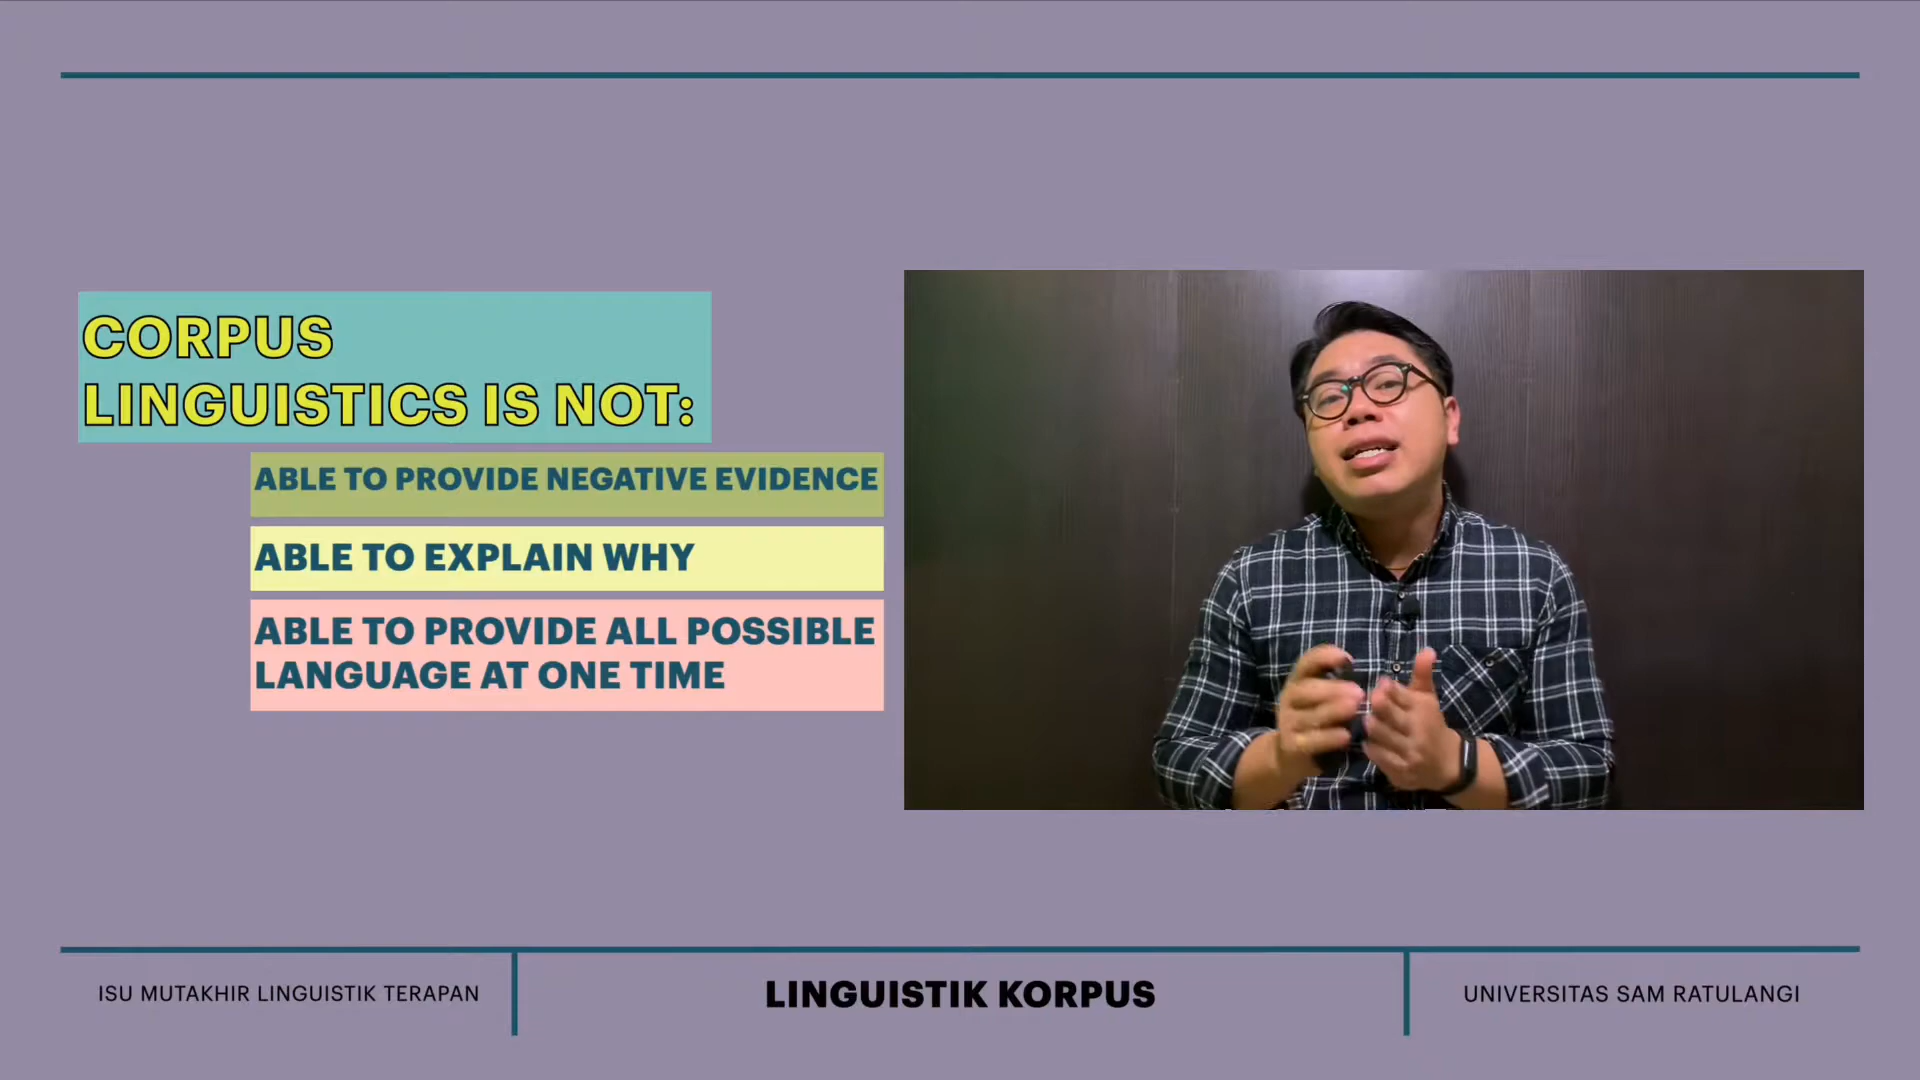 CORPUS
LINGUISTICS IS NOT:
ABLE TO PROVIDE NEGATIVE EVIDENCE
ABLE TO EXPLAIN WHY
ABLE TO PROVIDE ALL POSSIBLE
LANGUAGE AT ONE TIME
ISU MUTAKHIR LINGUISTIK TERAPAN
LINGUISTIK KORPUS
UNIVERSITAS SAM RATULANGI